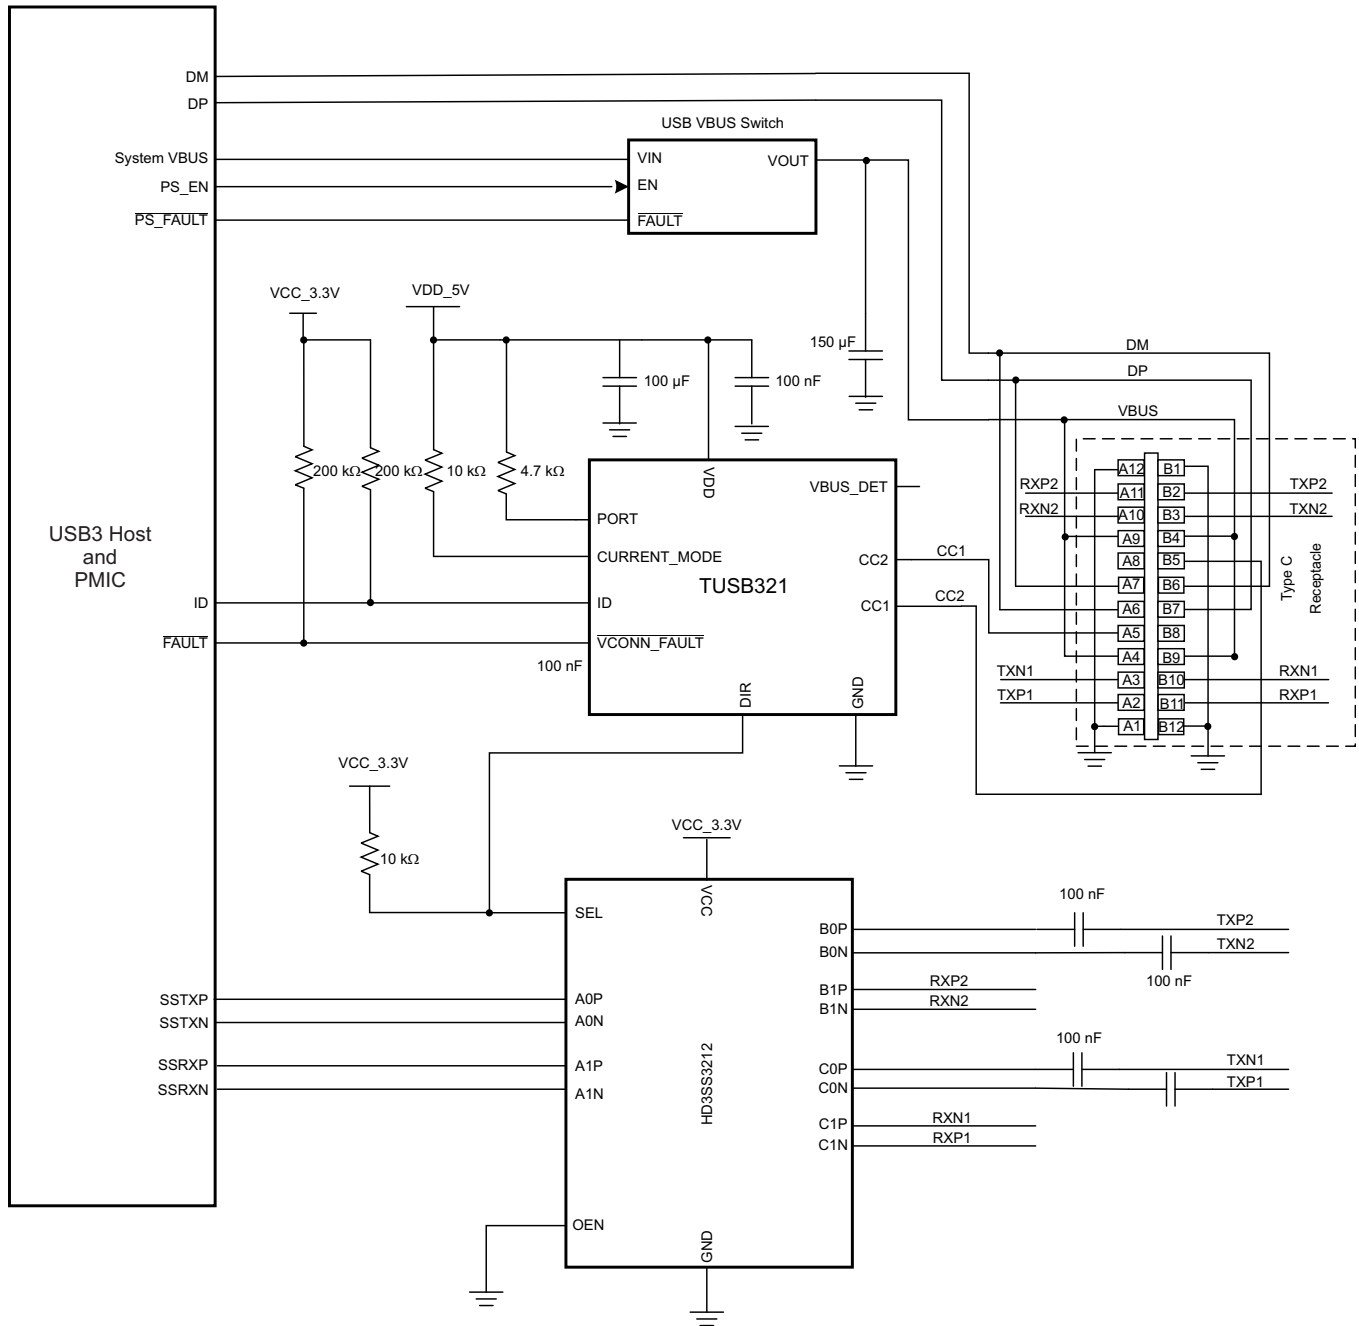 DM
DP
System VBUS
PS_EN
PS_FAULT
USB3 Host
and
PMIC
ID
FAULT
SSTXP
SSTXN
SSRXP
SSRXN
USB VBUS Switch
VIN
EN
FAULT
VOUT
150 µF
VCC_3.3V
VDD_5V
200 kΩ
200 kΩ
10 kΩ
4.7 kΩ
100 µF
100 nF
VDD
PORT
CURRENT_MODE
ID
VCONN_FAULT
100 nF
TUSB321
VBUS_DET
CC2
CC1
DIR
GND
CC1
CC2
DM
DP
VBUS
RXP2
RXN2
TXN1
TXP1
A12
A11
A10
A9
A8
A7
A6
A5
A4
A3
A2
A1
B1
B2
B3
B4
B5
B6
B7
B8
B9
B10
B11
B12
TXP2
TXN2
RXN1
RXP1
Type C
Receptacle
VCC_3.3V
10 kΩ
VCC_3.3V
VCC
SEL
A0P
A0N
A1P
A1N
OEN
HD3SS3212
GND
B0P
B0N
B1P
B1N
C0P
C0N
C1P
C1N
100 nF
TXP2
TXN2
100 nF
RXP2
RXN2
100 nF
TXN1
TXP1
RXN1
RXP1